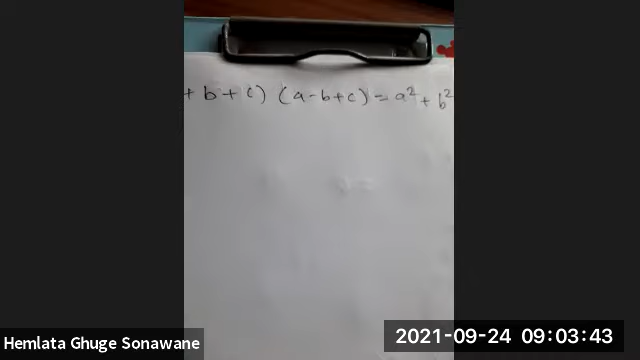 + b + c) (a - b + c) = a² + b²
Hemlata Ghuge Sonawane
2021-09-24 09:03:43